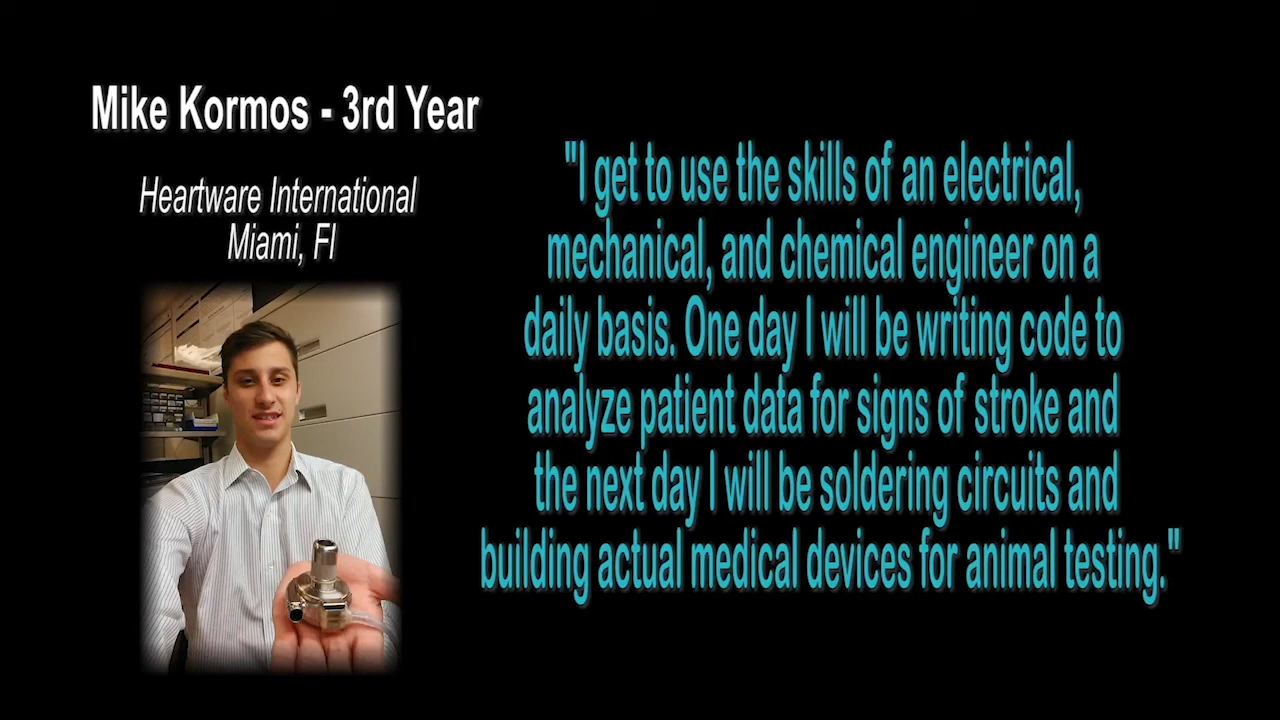 Mike Kormos - 3rd Year
Heartware International
Miami, Fl
"I get to use the skills of an electrical,
mechanical, and chemical engineer on a
daily basis. One day I will be writing code to
analyze patient data for signs of stroke and
the next day I will be soldering circuits and
building actual medical devices for animal testing."